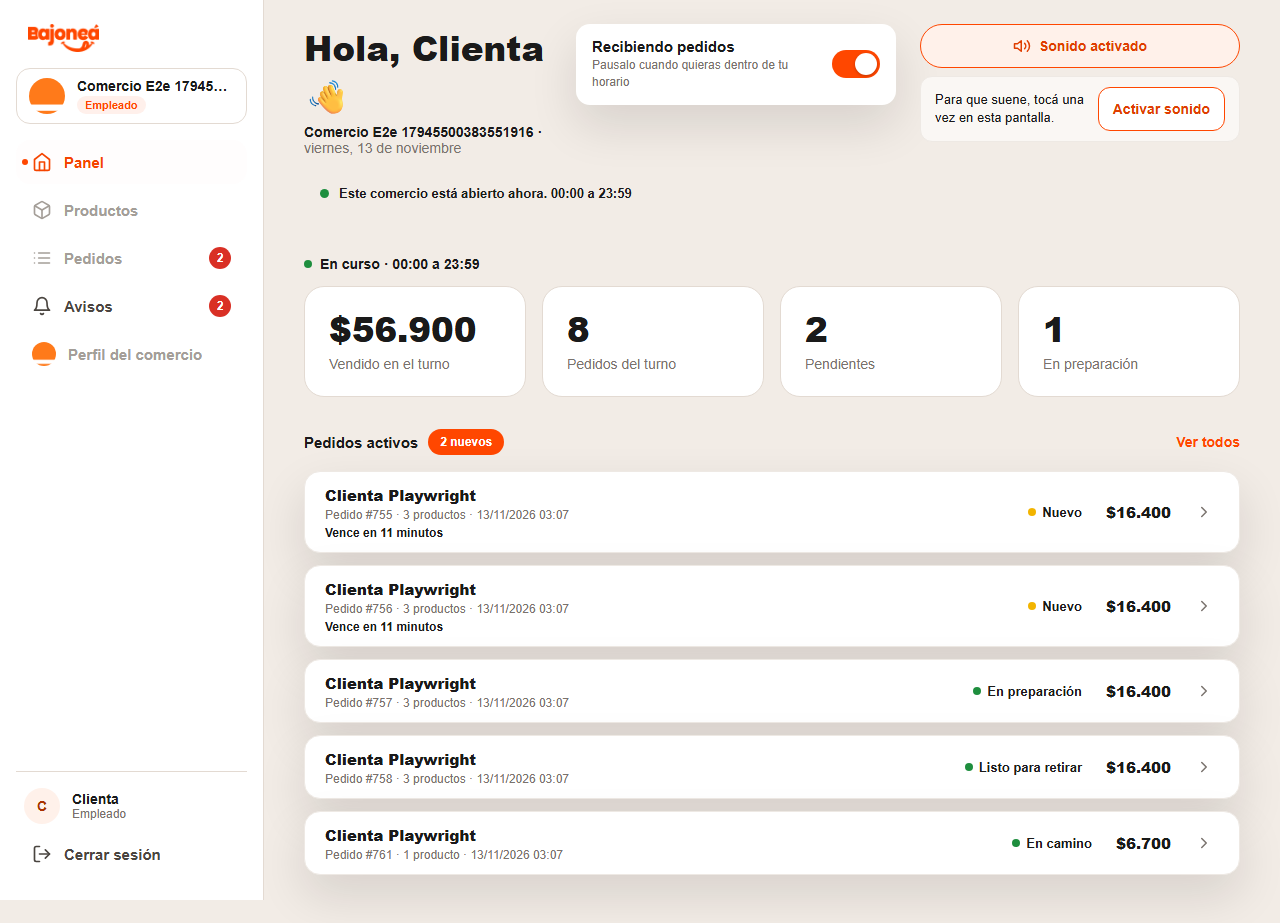 Bajoneá
Comercio E2e 17945…
Empleado
Panel
Productos
Pedidos 2
Avisos 2
Perfil del comercio
Clienta
Empleado
C
Cerrar sesión
Hola, Clienta
Comercio E2e 17945500383551916 ·
viernes, 13 de noviembre
Recibiendo pedidos
Pausalo cuando quieras dentro de tu
horario
Sonido activado
Para que suene, tocá una
vez en esta pantalla.
Activar sonido
Este comercio está abierto ahora. 00:00 a 23:59
En curso · 00:00 a 23:59
$56.900
Vendido en el turno
8
Pedidos del turno
2
Pendientes
1
En preparación
Pedidos activos 2 nuevos Ver todos
Clienta Playwright
Pedido #755 · 3 productos · 13/11/2026 03:07
Vence en 11 minutos
Nuevo $16.400
Clienta Playwright
Pedido #756 · 3 productos · 13/11/2026 03:07
Vence en 11 minutos
Nuevo $16.400
Clienta Playwright
Pedido #757 · 3 productos · 13/11/2026 03:07
En preparación $16.400
Clienta Playwright
Pedido #758 · 3 productos · 13/11/2026 03:07
Listo para retirar $16.400
Clienta Playwright
Pedido #761 · 1 producto · 13/11/2026 03:07
En camino $6.700